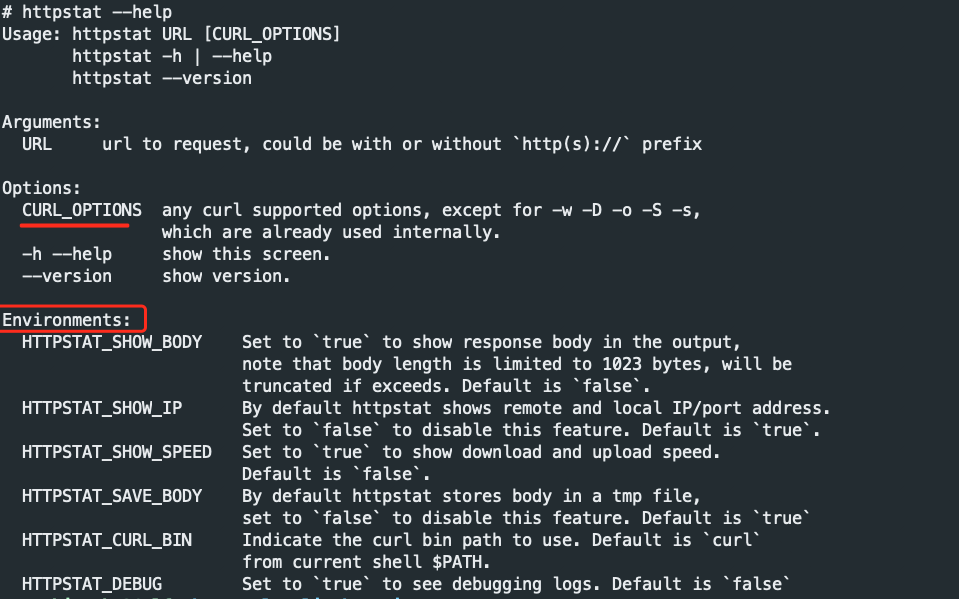 # httpstat --help
Usage: httpstat URL [CURL_OPTIONS]
       httpstat -h | --help
       httpstat --version

Arguments:
  URL     url to request, could be with or without `http(s)://` prefix

Options:
  CURL_OPTIONS  any curl supported options, except for -w -D -o -S -s,
                which are already used internally.
  -h --help     show this screen.
  --version     show version.

Environments:
  HTTPSTAT_SHOW_BODY    Set to `true` to show response body in the output,
                        note that body length is limited to 1023 bytes, will be
                        truncated if exceeds. Default is `false`.
  HTTPSTAT_SHOW_IP      By default httpstat shows remote and local IP/port address.
                        Set to `false` to disable this feature. Default is `true`.
  HTTPSTAT_SHOW_SPEED   Set to `true` to show download and upload speed.
                        Default is `false`.
  HTTPSTAT_SAVE_BODY    By default httpstat stores body in a tmp file,
                        set to `false` to disable this feature. Default is `true`
  HTTPSTAT_CURL_BIN     Indicate the curl bin path to use. Default is `curl`
                        from current shell $PATH.
  HTTPSTAT_DEBUG        Set to `true` to see debugging logs. Default is `false`